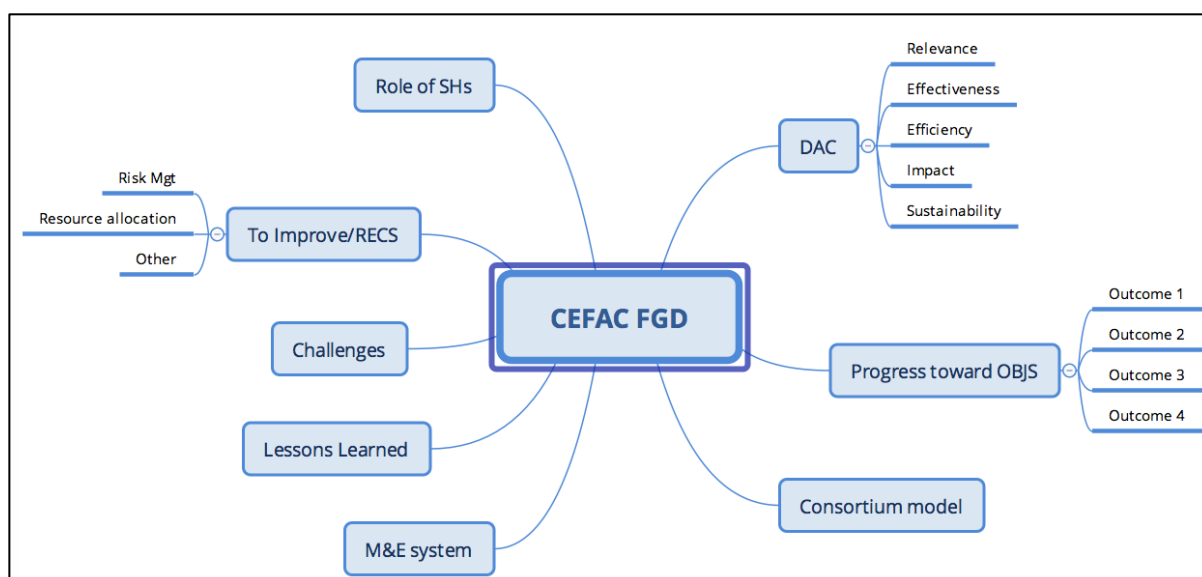 Role of SHs
Risk Mgt
Resource allocation
Other
To Improve/RECS
Challenges
Lessons Learned
M&E system
CEFAC FGD
DAC
Relevance
Effectiveness
Efficiency
Impact
Sustainability
Progress toward OBJS
Outcome 1
Outcome 2
Outcome 3
Outcome 4
Consortium model